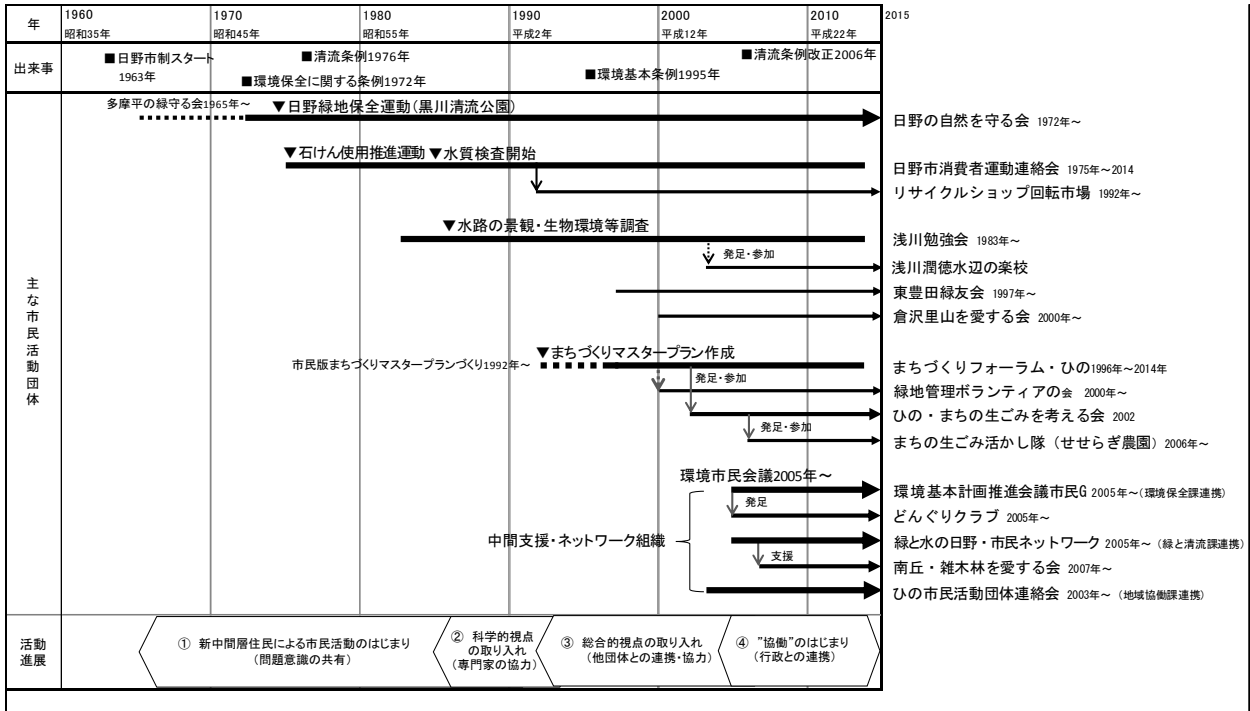 年
1960
昭和35年
1970
昭和45年
1980
昭和55年
1990
平成2年
2000
平成12年
2010
平成22年
2015
出来事
■日野市制スタート
1963年
■清流条例1976年
■環境保全に関する条例1972年
■環境基本条例1995年
■清流条例改正2006年
主な市民活動団体
多摩平の緑守る会1965年～
▼日野緑地保全運動(黒川清流公園)
日野の自然を守る会 1972年～
▼石けん使用推進運動 ▼水質検査開始
日野市消費者運動連絡会 1975年～2014
リサイクルショップ回転市場 1992年～
▼水路の景観・生物環境等調査
浅川勉強会 1983年～
発足・参加
浅川潤徳水辺の楽校
東豊田緑友会 1997年～
倉沢里山を愛する会 2000年～
▼まちづくりマスタープラン作成
市民版まちづくりマスタープランづくり1992年～
まちづくりフォーラム・ひの1996年～2014年
発足・参加
緑地管理ボランティアの会 2000年～
ひの・まちの生ごみを考える会 2002
発足・参加
まちの生ごみ活かし隊（せせらぎ農園）2006年～
環境市民会議2005年～
環境基本計画推進会議市民G 2005年～(環境保全課連携)
発足
どんぐりクラブ 2005年～
中間支援・ネットワーク組織
緑と水の日野・市民ネットワーク 2005年～（緑と清流課連携)
支援
南丘・雑木林を愛する会 2007年～
ひの市民活動団体連絡会 2003年～（地域協働課連携)
活動
進展
① 新中間層住民による市民活動のはじまり
(問題意識の共有)
② 科学的視点
の取り入れ
(専門家の協力)
③ 総合的視点の取り入れ
(他団体との連携・協力)
④ ”協働”のはじまり
(行政との連携)